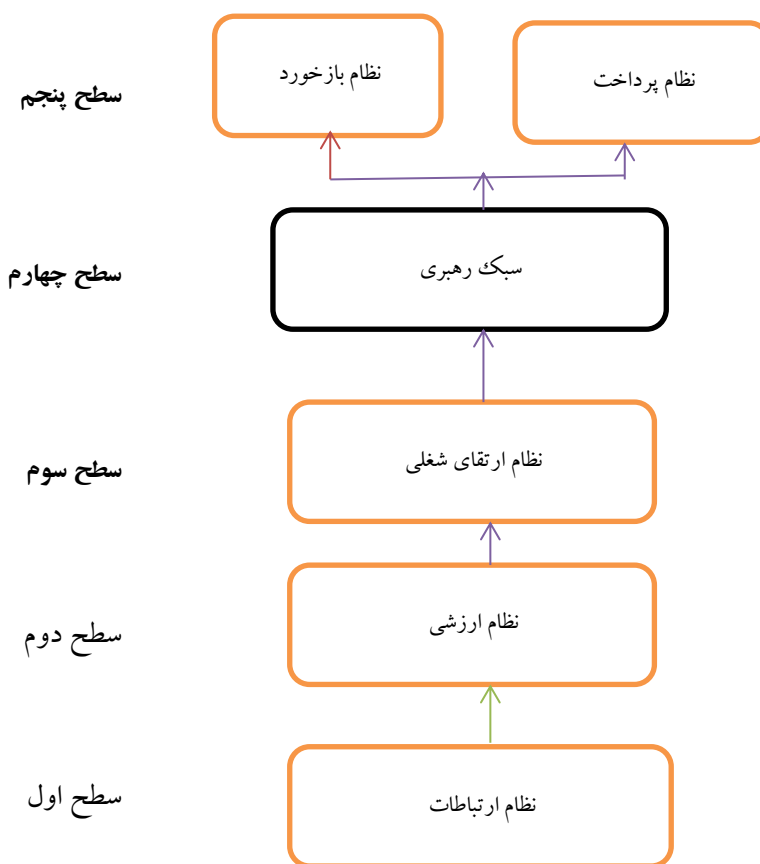 نظام پرداخت
نظام بازخورد
سطح پنجم
سبک رهبری
سطح چهارم
نظام ارتقای شغلی
سطح سوم
نظام ارزشی
سطح دوم
نظام ارتباطات
سطح اول